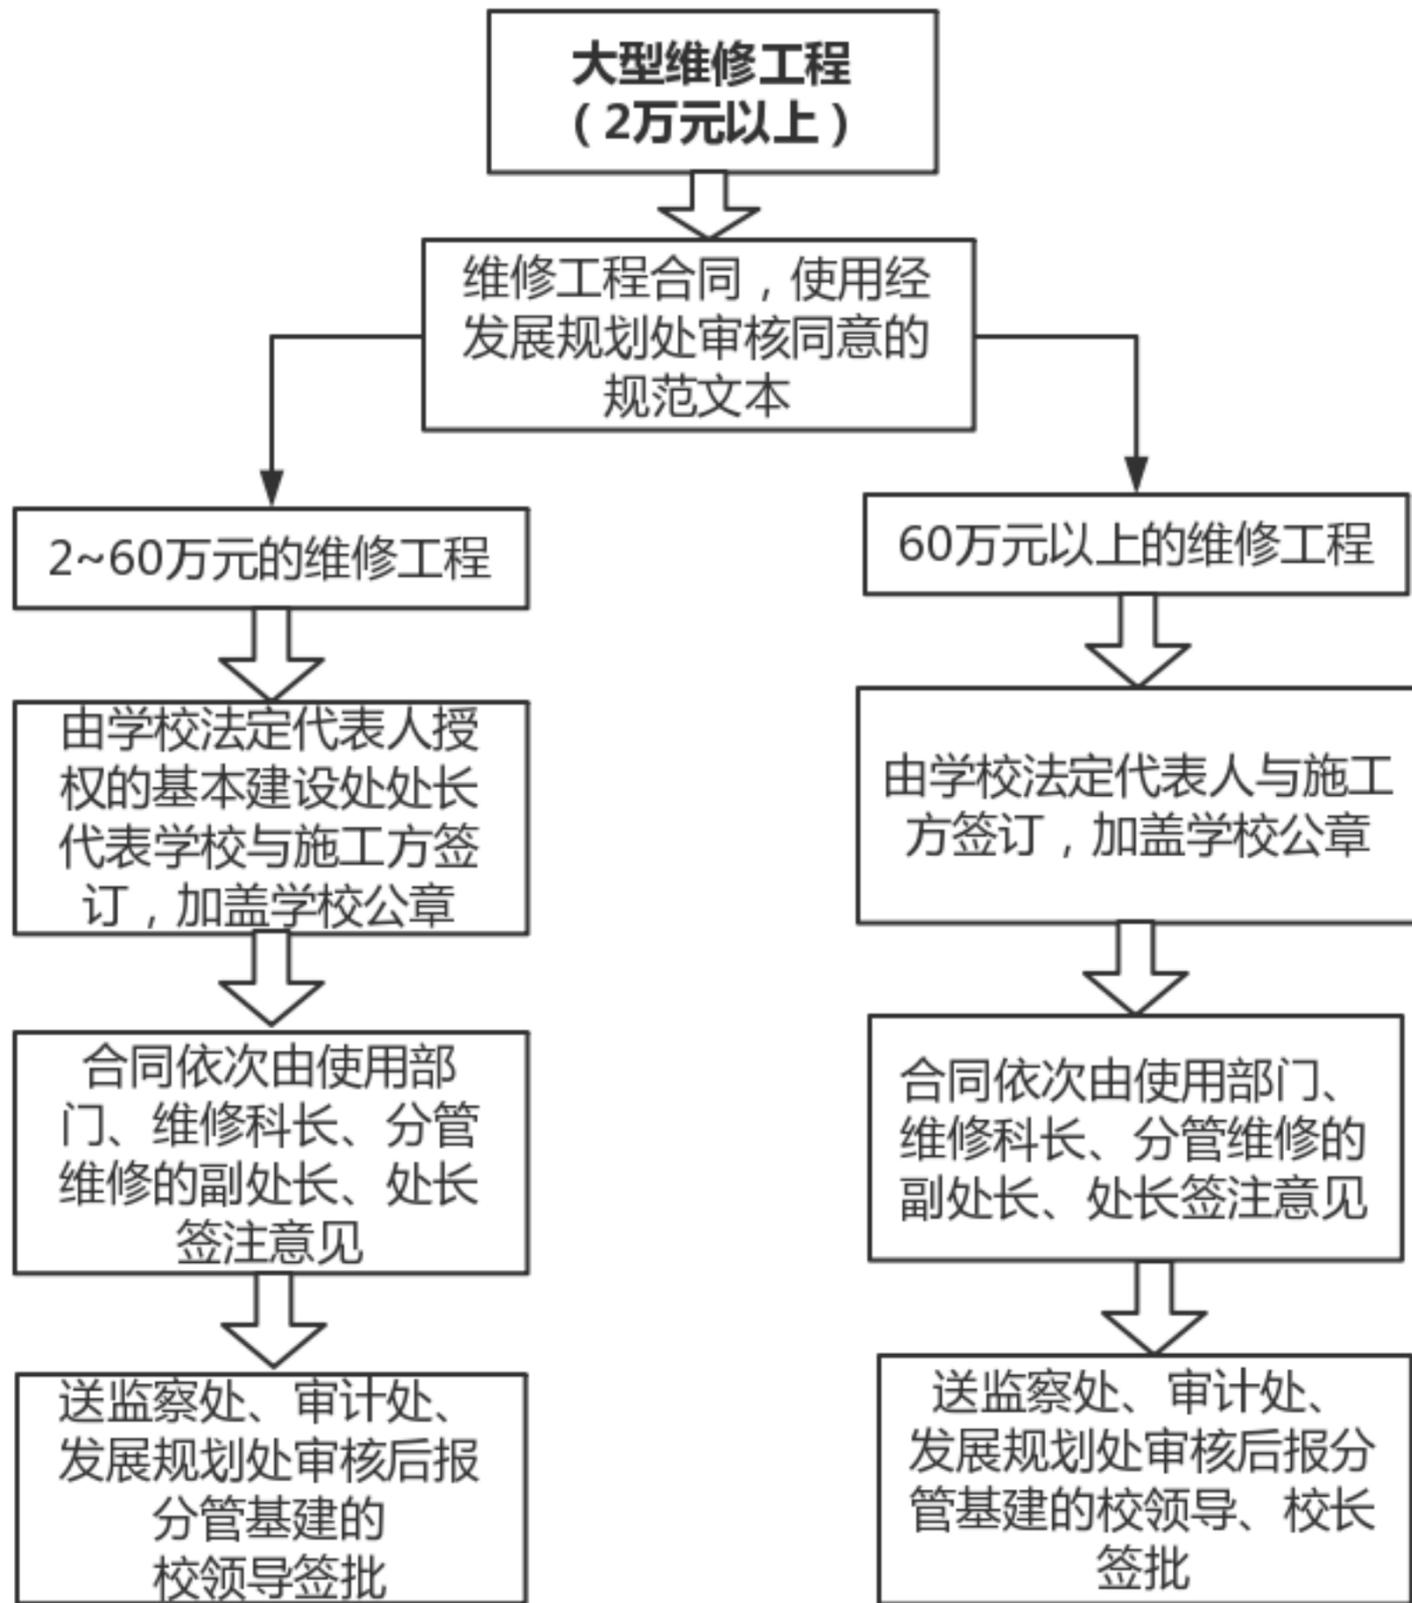 大型维修工程
（2万元以上）
维修工程合同，使用经
发展规划处审核同意的
规范文本
2~60万元的维修工程
由学校法定代表人授
权的基本建设处处长
代表学校与施工方签
订，加盖学校公章
合同依次由使用部
门、维修科长、分管
维修的副处长、处长
签注意见
送监察处、审计处、
发展规划处审核后报
分管基建的
校领导签批
60万元以上的维修工程
由学校法定代表人与施工
方签订，加盖学校公章
合同依次由使用部门、
维修科长、分管维修的
副处长、处长签注意见
送监察处、审计处、
发展规划处审核后报分
管基建的校领导、校长
签批